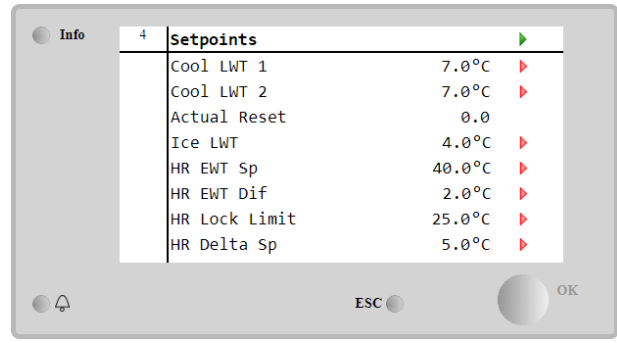 Info
4 Setpoints
Cool LWT 1 7.0°C
Cool LWT 2 7.0°C
Actual Reset 0.0
Ice LWT 4.0°C
HR EWT Sp 40.0°C
HR EWT Dif 2.0°C
HR Lock Limit 25.0°C
HR Delta Sp 5.0°C
ESC OK